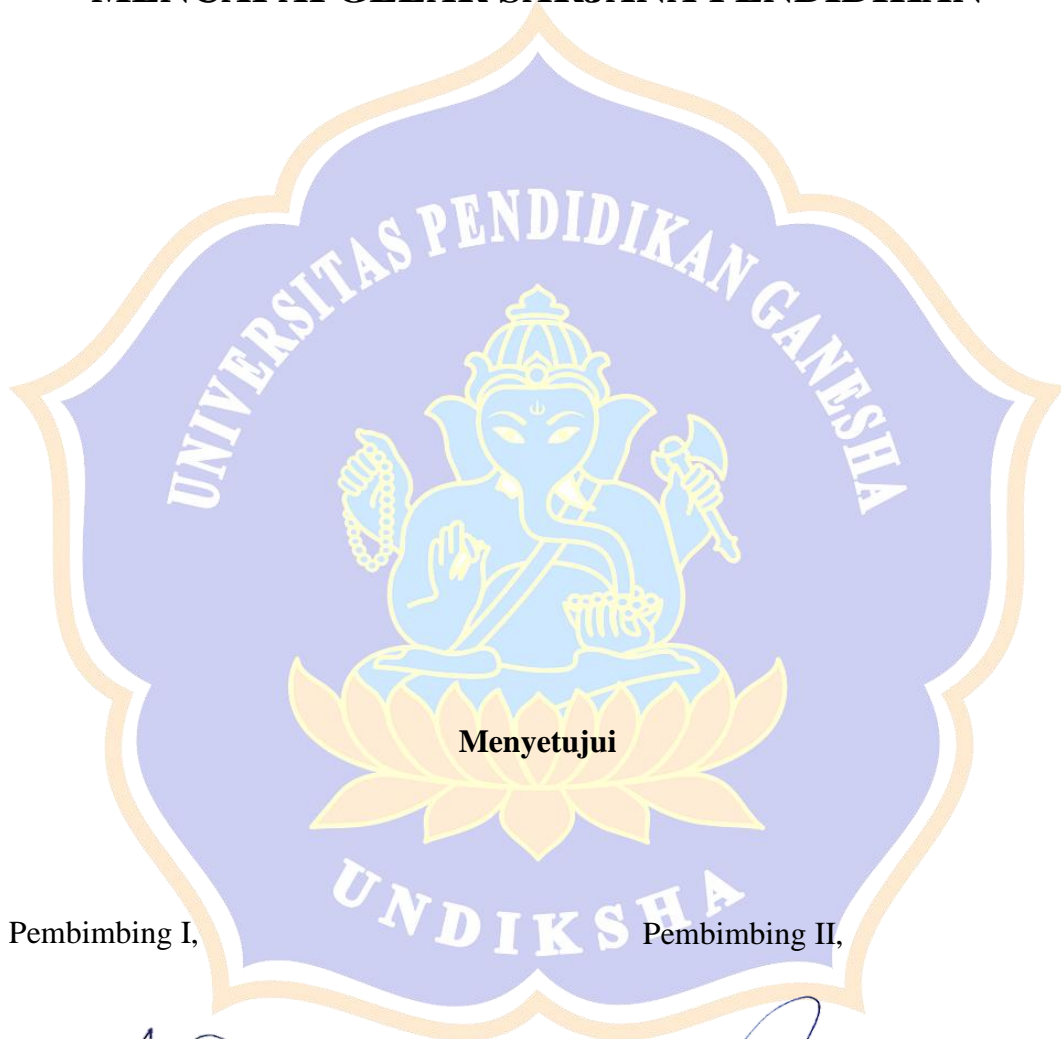 MENCAPAI GELAR SARJANA PENDIDIKAN
UNIVERSITAS PENDIDIKAN GANESHA
Menyetujui
UNDIKSHA
Pembimbing I,
Pembimbing II,